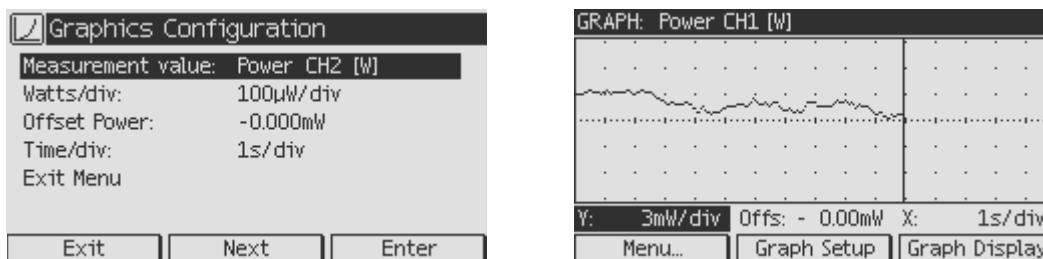 Graphics Configuration
Measurement value: Power CH2 [W]
Watts/div: 100µW/div
Offset Power: -0.000mW
Time/div: 1s/div
Exit Menu
Exit Next Enter
GRAPH: Power CH1 [W]
Y: 3mW/div Offs: - 0.00mW X: 1s/div
Menu... Graph Setup Graph Display